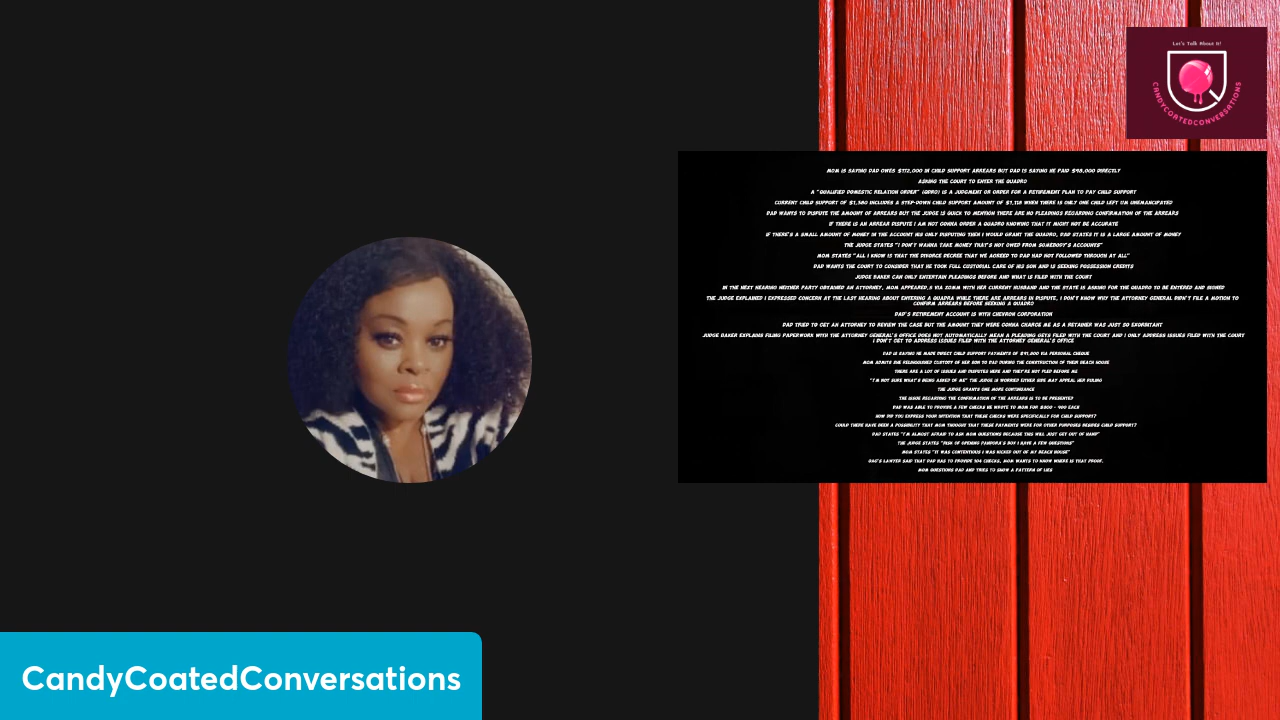 Let's Talk About It!
CANDYCOATEDCONVERSATIONS
MOM IS SAYING DAD OWES $172,000 IN CHILD SUPPORT ARREARS BUT DAD IS SAYING HE PAID $98,000 DIRECTLY
ASKING THE COURT TO ENTER THE QUADRO
A "QUALIFIED DOMESTIC RELATION ORDER" (QDRO) IS A JUDGMENT OR ORDER FOR A RETIREMENT PLAN TO PAY CHILD SUPPORT
CURRENT CHILD SUPPORT OF $1,380 INCLUDES A STEP-DOWN CHILD SUPPORT AMOUNT OF $1,118 WHEN THERE IS ONLY ONE CHILD LEFT UM UNEMANCIPATED
DAD WANTS TO DISPUTE THE AMOUNT OF ARREARS BUT THE JUDGE IS QUICK TO MENTION THERE ARE NO PLEADINGS REGARDING CONFIRMATION OF THE ARREARS
IF THERE IS AN ARREAR DISPUTE I AM NOT GONNA ORDER A QUADRO KNOWING THAT IT MIGHT NOT BE ACCURATE
IF THERE'S A SMALL AMOUNT OF MONEY IN THE ACCOUNT HIS ONLY DISPUTING THEN I WOULD GRANT THE QUADRO, DAD STATES IT IS A LARGE AMOUNT OF MONEY
THE JUDGE STATES "I DON'T WANNA TAKE MONEY THAT'S NOT OWED FROM SOMEBODY'S ACCOUNTS"
MOM STATES "ALL I KNOW IS THAT THE DIVORCE DECREE THAT WE AGREED TO DAD HAD NOT FOLLOWED THROUGH AT ALL"
DAD WANTS THE COURT TO CONSIDER THAT HE TOOK FULL CUSTODIAL CARE OF HIS SON AND IS SEEKING POSSESSION CREDITS
JUDGE BAKER CAN ONLY ENTERTAIN PLEADINGS BEFORE AND WHAT IS FILED WITH THE COURT
IN THE NEXT HEARING NEITHER PARTY OBTAINED AN ATTORNEY, MOM APPEARED,S VIA ZOMM WITH HER CURRENT HUSBAND AND THE STATE IS ASKING FOR THE QUADRO TO BE ENTERED AND SIGNED
THE JUDGE EXPLAINED I EXPRESSED CONCERN AT THE LAST HEARING ABOUT ENTERING A QUADRA WHILE THERE ARE ARREARS IN DISPUTE, I DON'T KNOW WHY THE ATTORNEY GENERAL DIDN'T FILE A MOTION TO
CONFIRM ARREARS BEFORE SEEKING A QUADRO
DAD'S RETIREMENT ACCOUNT IS WITH CHEVRON CORPORATION
DAD TRIED TO GET AN ATTORNEY TO REVIEW THE CASE BUT THE AMOUNT THEY WERE GONNA CHARGE ME AS A RETAINER WAS JUST SO EXORBITANT
JUDGE BAKER EXPLAINS FILING PAPERWORK WITH THE ATTORNEY GENERAL'S OFFICE DOES NOT AUTOMATICALLY MEAN A PLEADING GETS FILED WITH THE COURT AND I ONLY ADDRESS ISSUES FILED WITH THE COURT
I DON'T GET TO ADDRESS ISSUES FILED WITH THE ATTORNEY GENERAL'S OFFICE
DAD IS SAYING HE MADE DIRECT CHILD SUPPORT PAYMENTS OF $91,800 VIA PERSONAL CHEQUE
MOM ADMITS SHE RELINQUISHED CUSTODY OF HER SON TO DAD DURING THE CONSTRUCTION OF THEIR BEACH HOUSE
THERE ARE A LOT OF ISSUES AND DISPUTES HERE AND THEY'RE NOT PLED BEFORE ME
"I'M NOT SURE WHAT'S BEING ASKED OF ME" THE JUDGE IS WORRIED EITHER SIDE MAY APPEAL HER RULING
THE JUDGE GRANTS ONE MORE CONTINUANCE
THE ISSUE REGARDING THE CONFIRMATION OF THE ARREARS IS TO BE PRESENTED
DAD WAS ABLE TO PROVIDE A FEW CHECKS HE WROTE TO MOM FOR $800 - 900 EACH
HOW DID YOU EXPRESS YOUR INTENTION THAT THESE CHECKS WERE SPECIFICALLY FOR CHILD SUPPORT?
COULD THERE HAVE BEEN A POSSIBILITY THAT MOM THOUGHT THAT THESE PAYMENTS WERE FOR OTHER PURPOSES BESIDES CHILD SUPPORT?
DAD STATES "I'M ALMOST AFRAID TO ASK MOM QUESTIONS BECAUSE THIS WILL JUST GET OUT OF HAND"
THE JUDGE STATES "RISK OF OPENING PANDORA'S BOX I HAVE A FEW QUESTIONS"
MOM STATES "IT WAS CONTENTIOUS I WAS KICKED OUT OF MY BEACH HOUSE"
OAG'S LAWYER SAID THAT DAD HAS TO PROVIDE 104 CHECKS, MOM WANTS TO KNOW WHERE IS THAT PROOF.
MOM QUESTIONS DAD AND TRIES TO SHOW A PATTERN OF LIES
CandyCoatedConversations